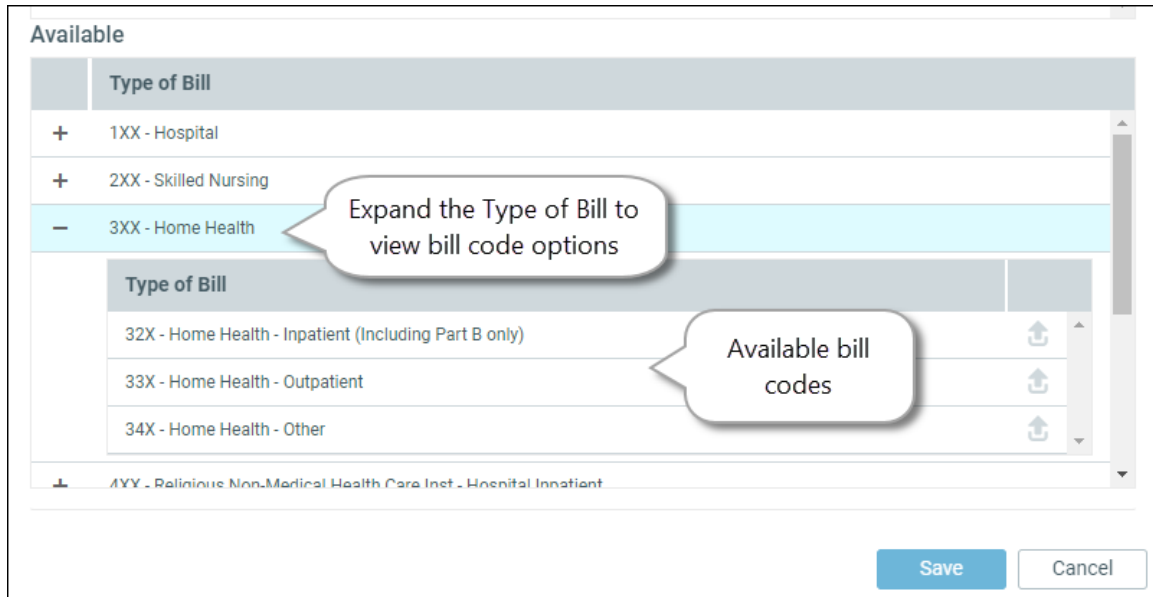 Available
Type of Bill
+ 1XX - Hospital
+ 2XX - Skilled Nursing
− 3XX - Home Health
Expand the Type of Bill to
view bill code options
Type of Bill
32X - Home Health - Inpatient (Including Part B only)
33X - Home Health - Outpatient
34X - Home Health - Other
Available bill
codes
+ 4XX - Religious Non-Medical Health Care Inst - Hospital Inpatient
Save
Cancel